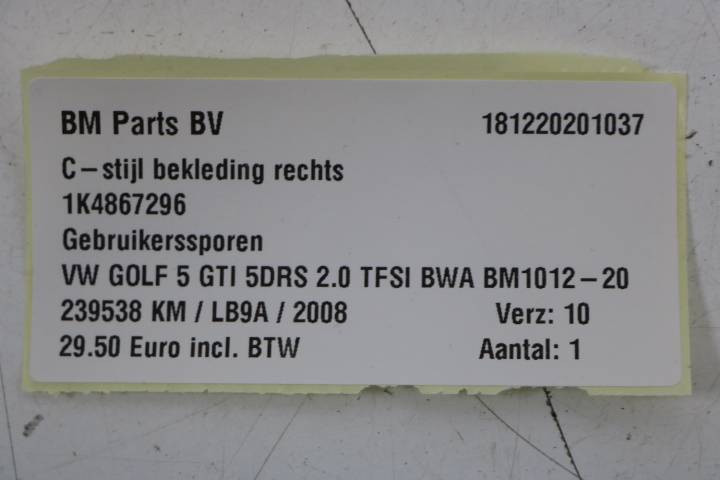 BM Parts BV 181220201037
C-stijl bekleding rechts
1K4867296
Gebruikerssporen
VW GOLF 5 GTI 5DRS 2.0 TFSI BWA BM1012-20
239538 KM / LB9A / 2008 Verz: 10
29.50 Euro incl. BTW Aantal: 1